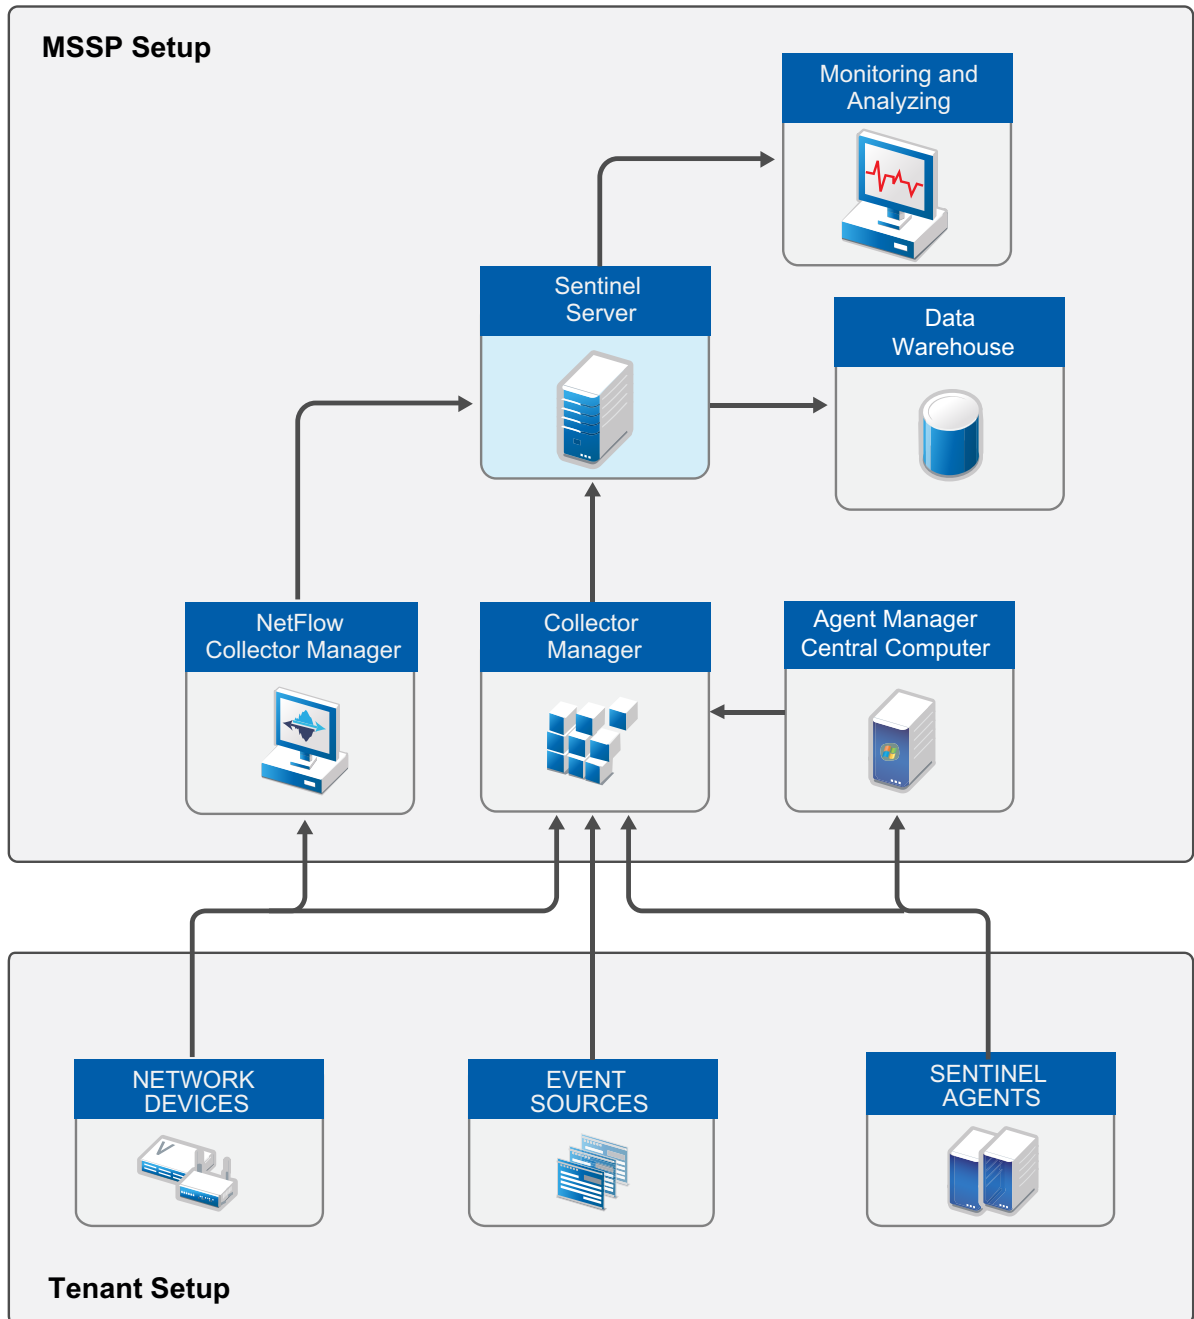 MSSP Setup
Monitoring and
Analyzing
Sentinel
Server
Data
Warehouse
NetFlow
Collector Manager
Collector
Manager
Agent Manager
Central Computer
NETWORK
DEVICES
EVENT
SOURCES
SENTINEL
AGENTS
Tenant Setup